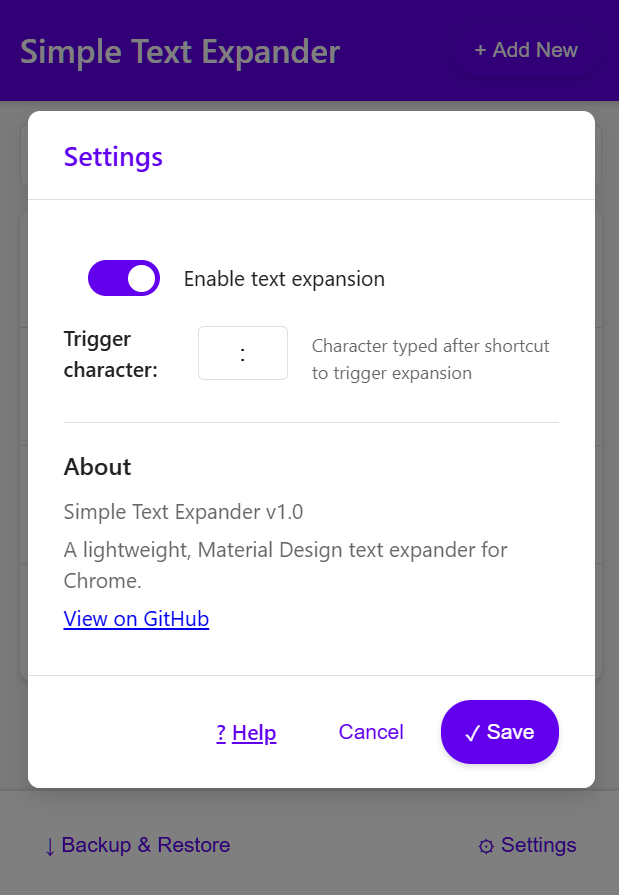 Simple Text Expander
+ Add New
Settings
Enable text expansion
Trigger
character:
:
Character typed after shortcut
to trigger expansion
About
Simple Text Expander v1.0
A lightweight, Material Design text expander for
Chrome.
View on GitHub
? Help
Cancel
✓ Save
↓ Backup & Restore
⚙ Settings